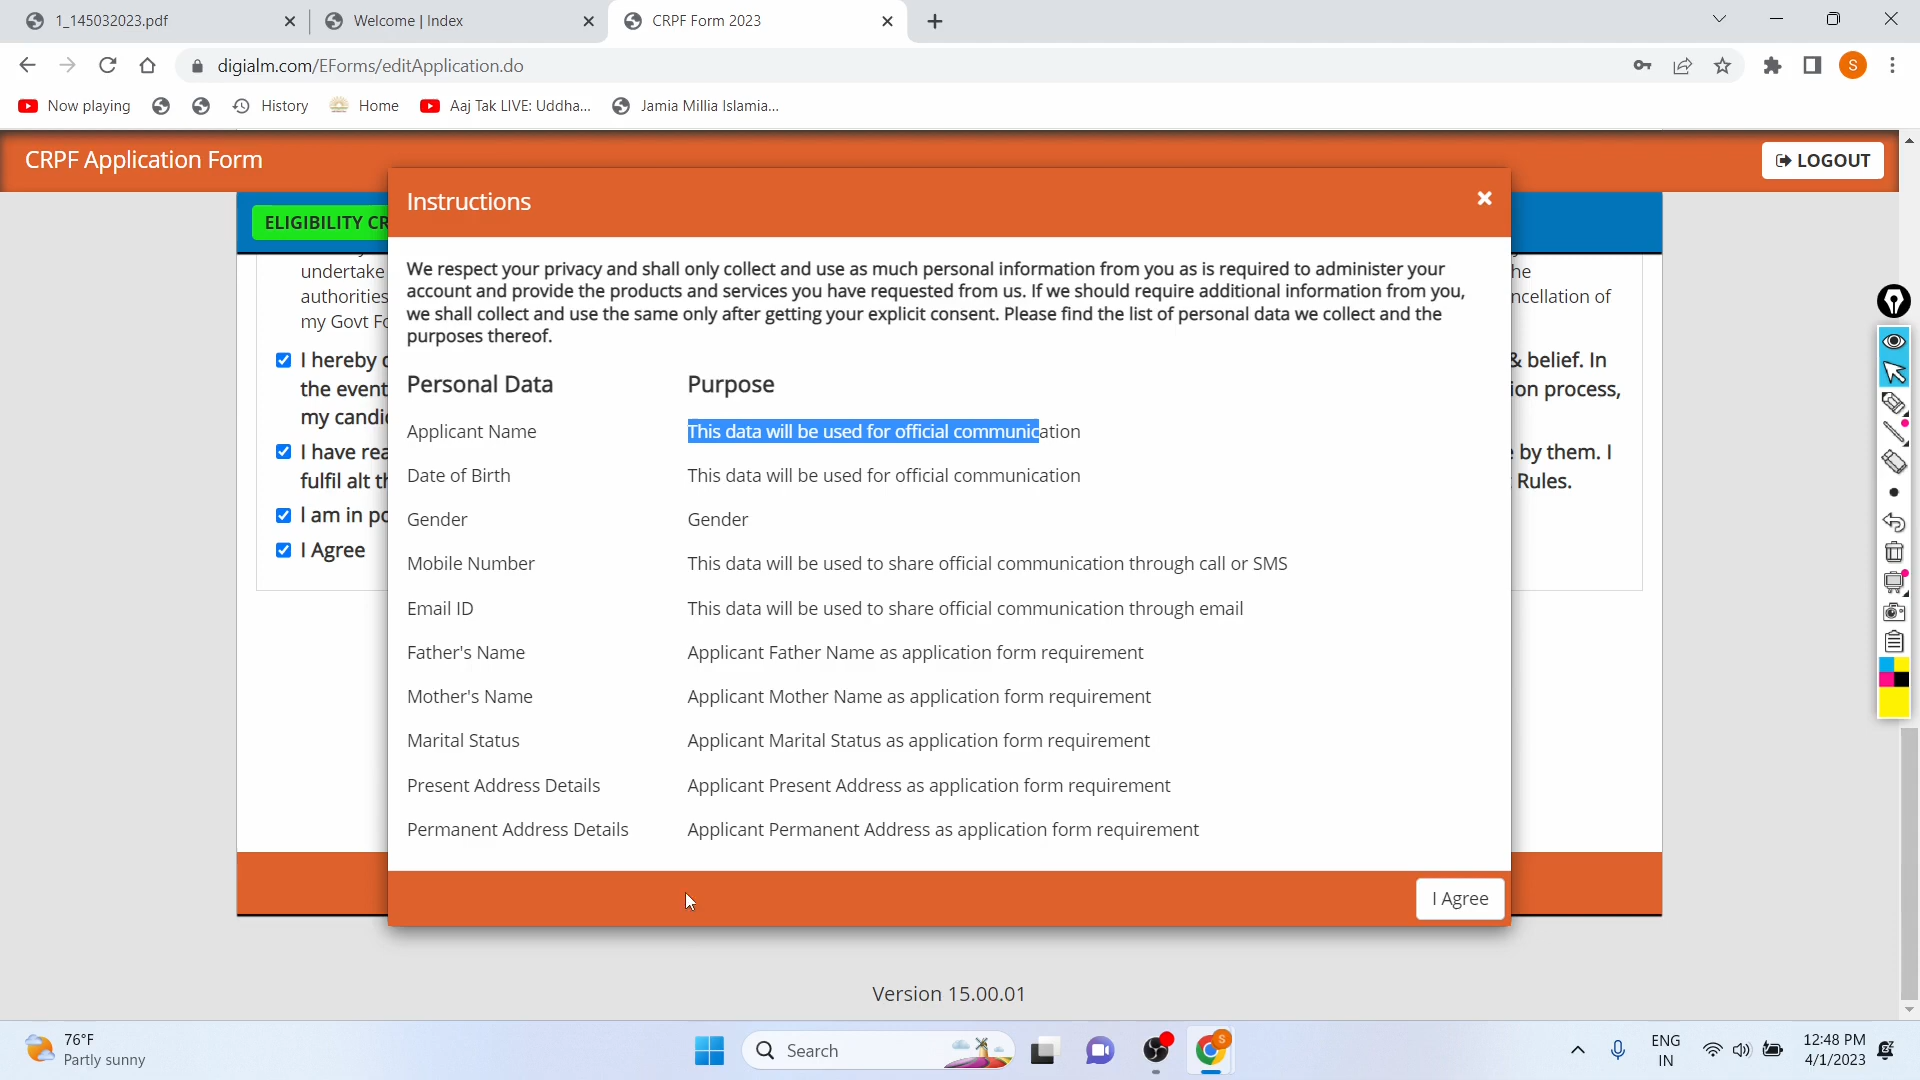 1_145032023.pdf
Welcome | Index
CRPF Form 2023
digialm.com/EForms/editApplication.do
S
Now playing
History
Home
Aaj Tak LIVE: Uddha...
Jamia Millia Islamia...
CRPF Application Form
LOGOUT
ELIGIBILITY CR
Instructions
undertake
authorities
my Govt Fo
he
ncellation of
We respect your privacy and shall only collect and use as much personal information from you as is required to administer your
account and provide the products and services you have requested from us. If we should require additional information from you,
we shall collect and use the same only after getting your explicit consent. Please find the list of personal data we collect and the
purposes thereof.
I hereby
the event
my candi
& belief. In
ion process,
I have rea
fulfil alt th
by them. I
Rules.
I am in po
I Agree
Personal Data Purpose
Applicant Name This data will be used for official communication
Date of Birth This data will be used for official communication
Gender Gender
Mobile Number This data will be used to share official communication through call or SMS
Email ID This data will be used to share official communication through email
Father's Name Applicant Father Name as application form requirement
Mother's Name Applicant Mother Name as application form requirement
Marital Status Applicant Marital Status as application form requirement
Present Address Details Applicant Present Address as application form requirement
Permanent Address Details Applicant Permanent Address as application form requirement
I Agree
Version 15.00.01
76°F
Partly sunny
Search
S
ENG
IN
12:48 PM
4/1/2023